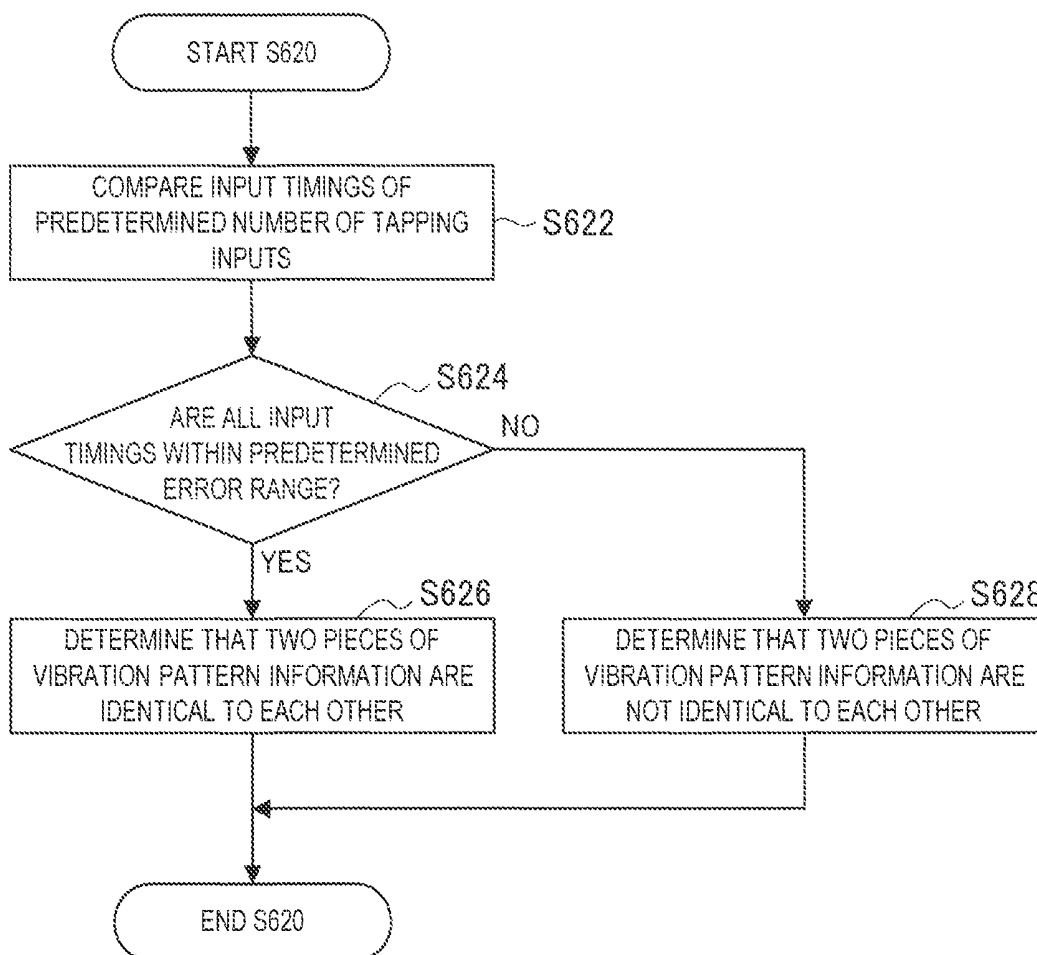 START S620
COMPARE INPUT TIMINGS OF
PREDETERMINED NUMBER OF TAPPING
INPUTS
S622
S624
ARE ALL INPUT
TIMINGS WITHIN PREDETERMINED
ERROR RANGE?
NO
YES
S626
DETERMINE THAT TWO PIECES OF
VIBRATION PATTERN INFORMATION ARE
IDENTICAL TO EACH OTHER
S628
DETERMINE THAT TWO PIECES OF
VIBRATION PATTERN INFORMATION ARE
NOT IDENTICAL TO EACH OTHER
END S620